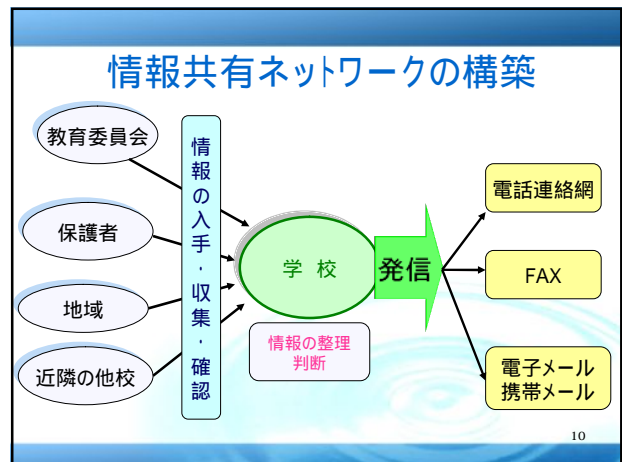 情報共有ネットワークの構築
教育委員会
保護者
地域
近隣の他校
情報の入手・収集・確認
学 校
情報の整理
判断
発信
電話連絡網
FAX
電子メール
携帯メール
10